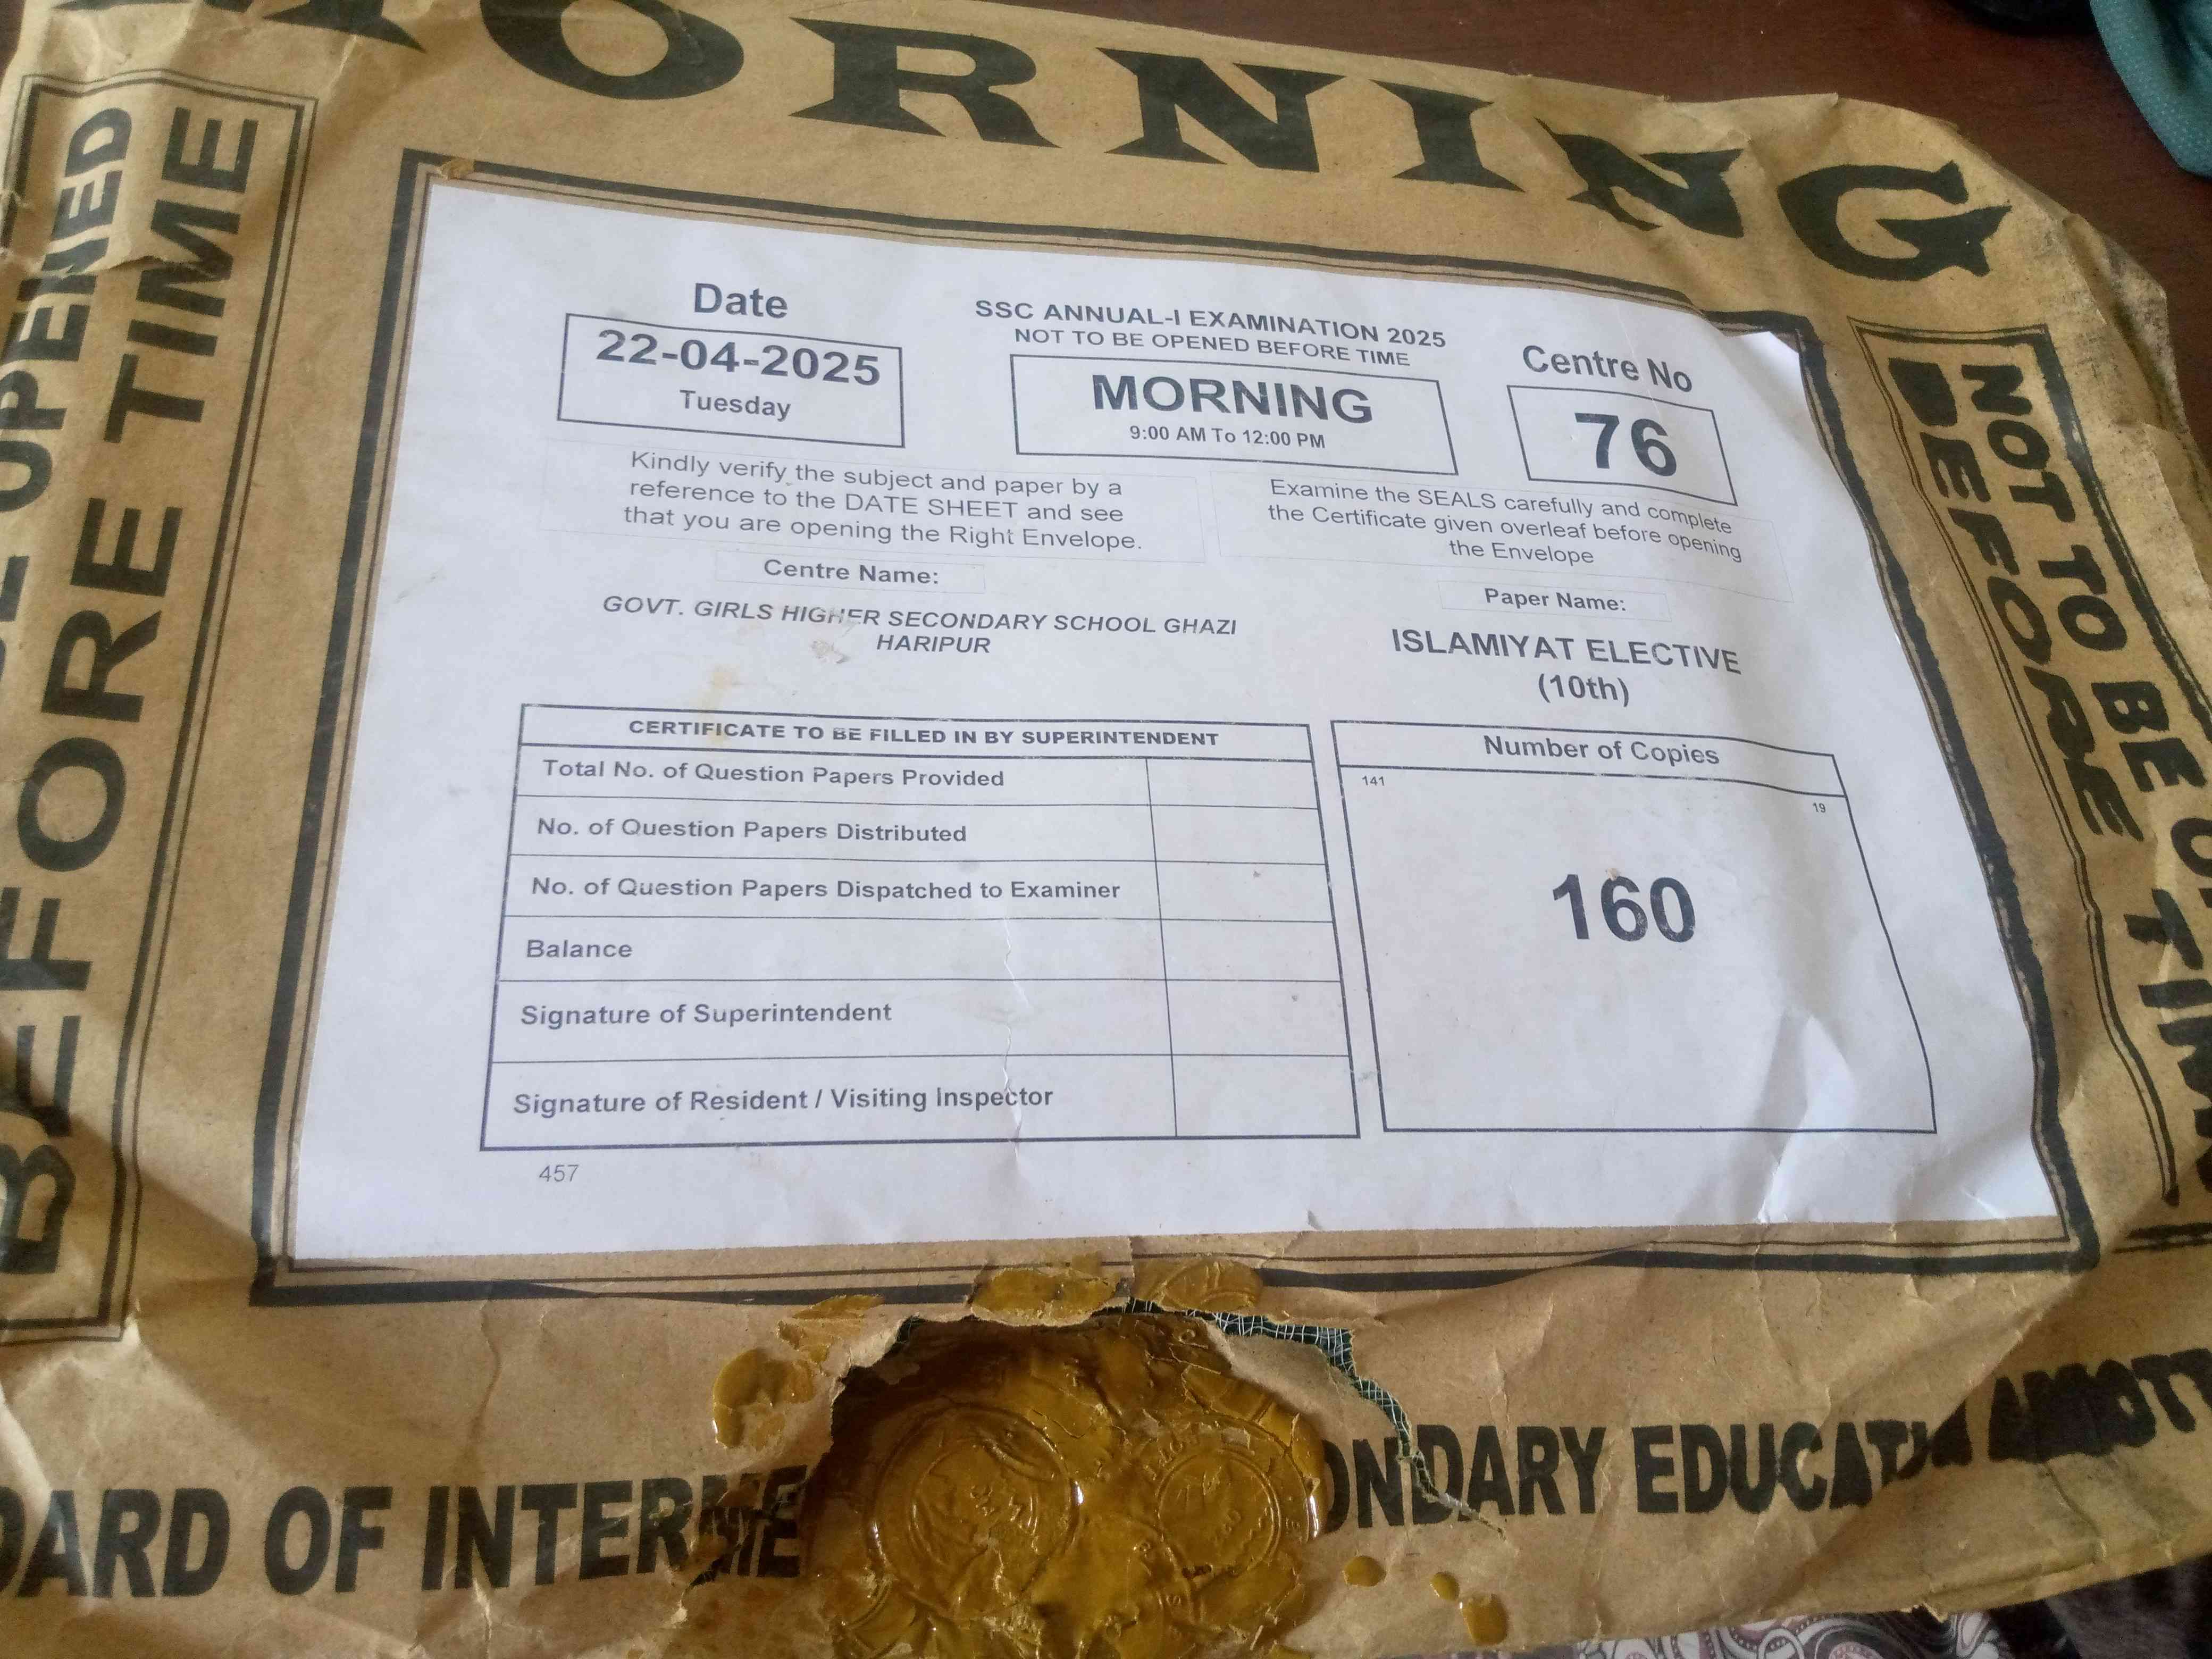 MORNING
OPENED
BEFORE TIME
NOT TO BE
BEFORE TIME
Date
22-04-2025
Tuesday
SSC ANNUAL-I EXAMINATION 2025
NOT TO BE OPENED BEFORE TIME
MORNING
9:00 AM To 12:00 PM
Centre No
76
Kindly verify the subject and paper by a
reference to the DATE SHEET and see
that you are opening the Right Envelope.
Examine the SEALS carefully and complete
the Certificate given overleaf before opening
the Envelope
Centre Name:
GOVT. GIRLS HIGHER SECONDARY SCHOOL GHAZI
HARIPUR
Paper Name:
ISLAMIYAT ELECTIVE
(10th)
CERTIFICATE TO BE FILLED IN BY SUPERINTENDENT
Total No. of Question Papers Provided
No. of Question Papers Distributed
No. of Question Papers Dispatched to Examiner
Balance
Signature of Superintendent
Signature of Resident / Visiting Inspector
Number of Copies
141
19
160
457
OARD OF INTERME ONDARY EDUCATI